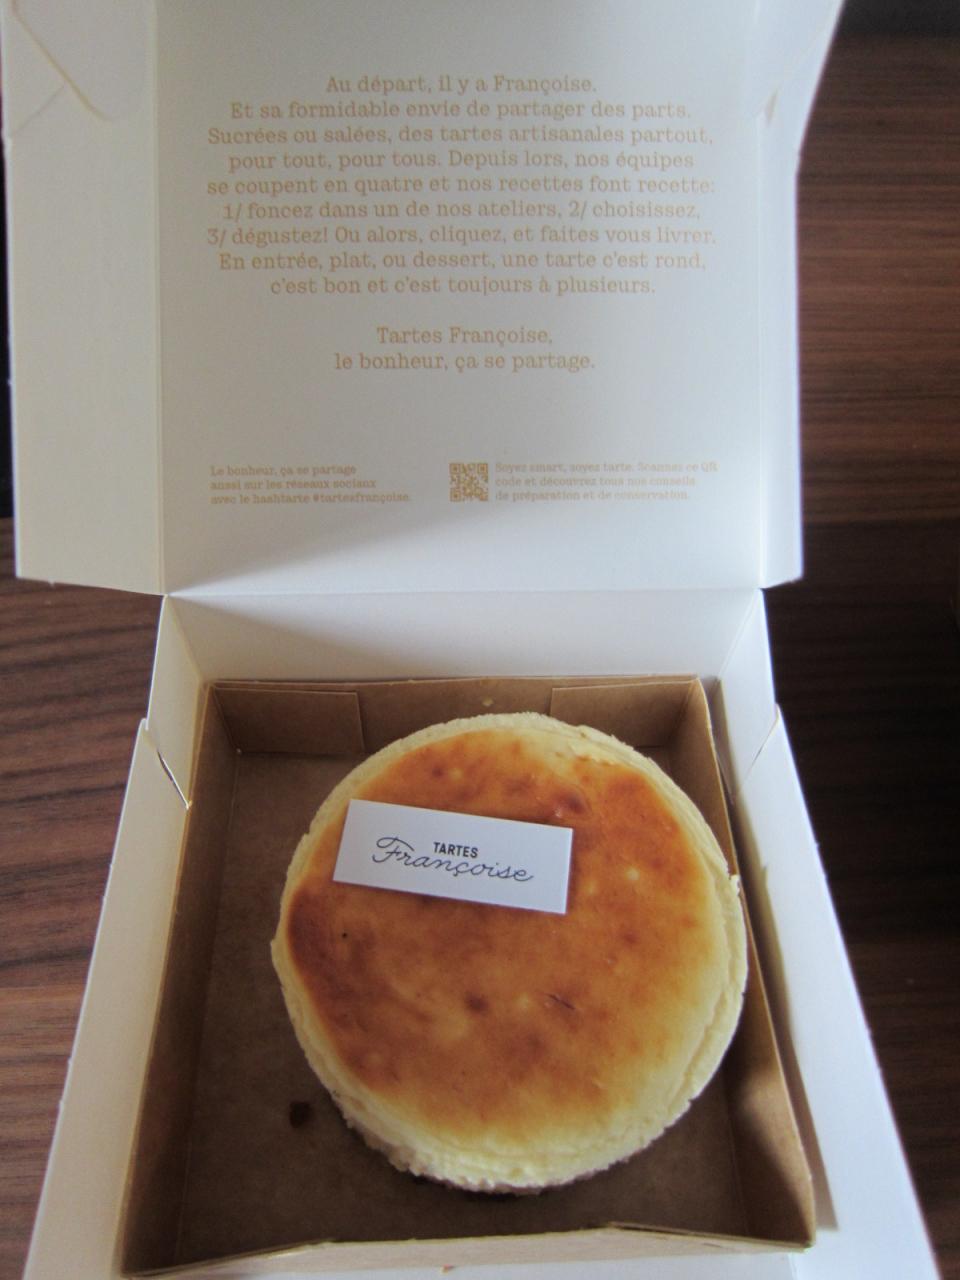 Au départ, il y a Françoise.
Et sa formidable envie de partager des parts.
Sucrées ou salées, des tartes artisanales partout,
pour tout, pour tous. Depuis lors, nos équipes
se coupent en quatre et nos recettes font recette:
1/ foncez dans un de nos ateliers, 2/ choisissez,
3/ dégustez! Ou alors, cliquez, et faites vous livrer.
En entrée, plat, ou dessert, une tarte c'est rond,
c'est bon et c'est toujours à plusieurs.
Tartes Françoise,
le bonheur, ça se partage.
Le bonheur, ça se partage
aussi sur les réseaux sociaux
avec le hashtarte #tartesfrançoise.
Soyez smart, soyez tarte. Scannez ce QR
code et découvrez tous nos conseils
de préparation et de conservation.
TARTES
Françoise